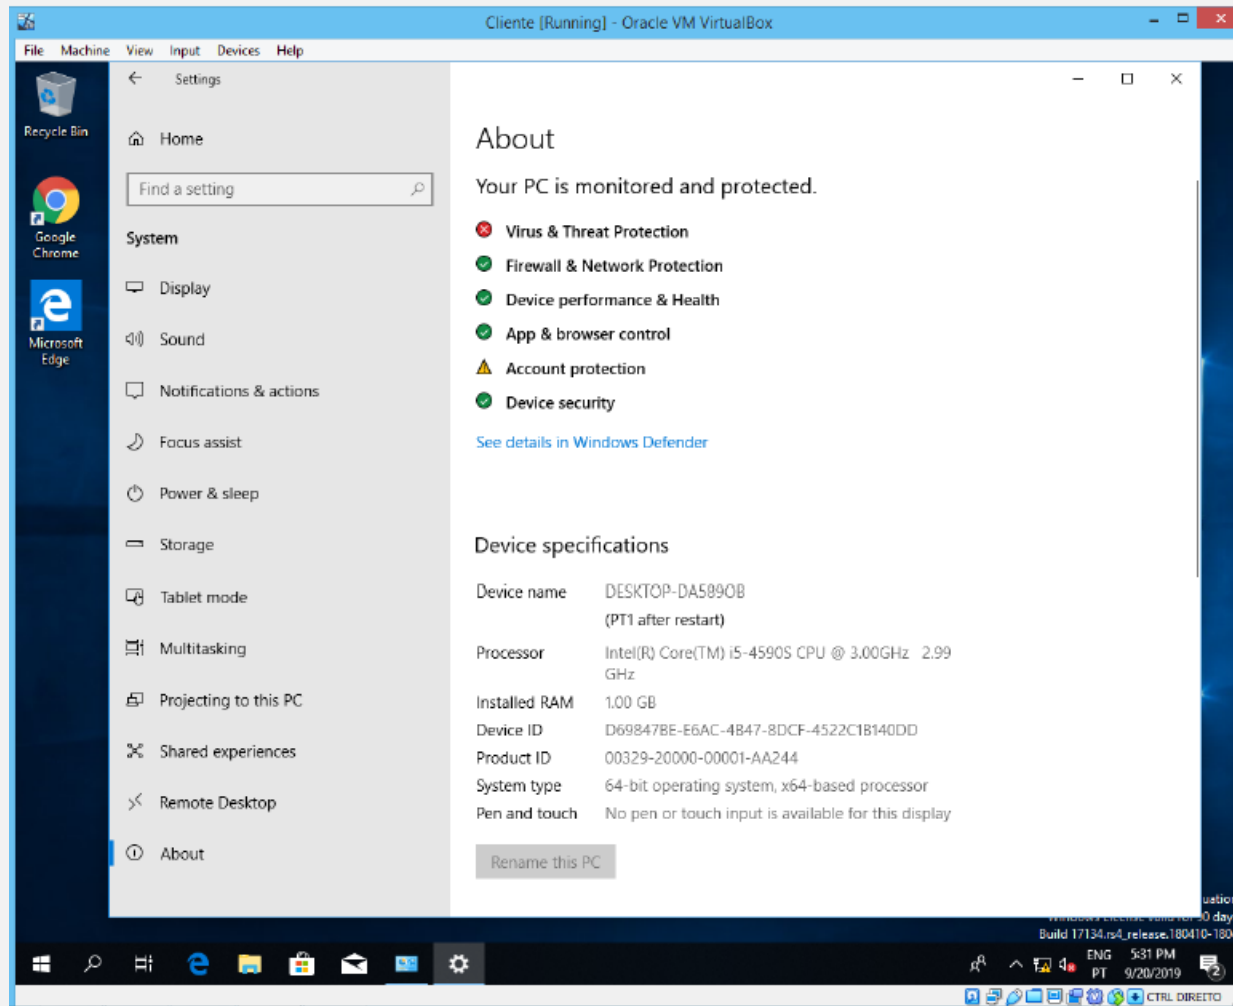 Cliente [Running] - Oracle VM VirtualBox
File Machine View Input Devices Help
Recycle Bin
Google
Chrome
Microsoft
Edge
Settings
Home
Find a setting
System
Display
Sound
Notifications & actions
Focus assist
Power & sleep
Storage
Tablet mode
Multitasking
Projecting to this PC
Shared experiences
Remote Desktop
About
About
Your PC is monitored and protected.
Virus & Threat Protection
Firewall & Network Protection
Device performance & Health
App & browser control
Account protection
Device security
See details in Windows Defender
Device specifications
Device name DESKTOP-DA589OB
(PT1 after restart)
Processor Intel(R) Core(TM) i5-4590S CPU @ 3.00GHz 2.99
GHz
Installed RAM 1.00 GB
Device ID D69847BE-E6AC-4B47-8DCF-4522C1B140DD
Product ID 00329-20000-00001-AA244
System type 64-bit operating system, x64-based processor
Pen and touch No pen or touch input is available for this display
Rename this PC
Build 17134.rs4_release.180410-180
ENG 5:31 PM
PT 9/20/2019
2
CTRL DIREITO